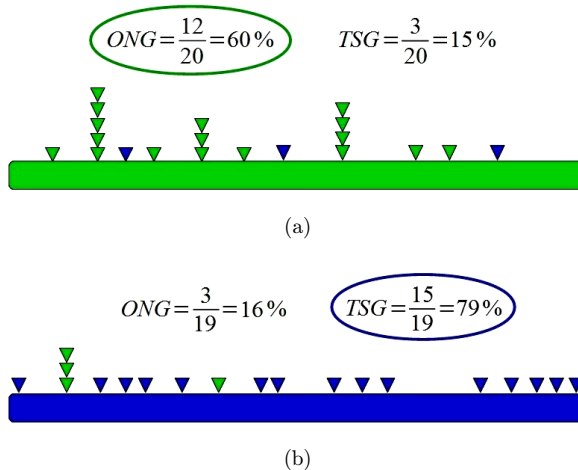 ONG = 12/20 = 60% TSG = 3/20 = 15%
(a)
ONG = 3/19 = 16% TSG = 15/19 = 79%
(b)